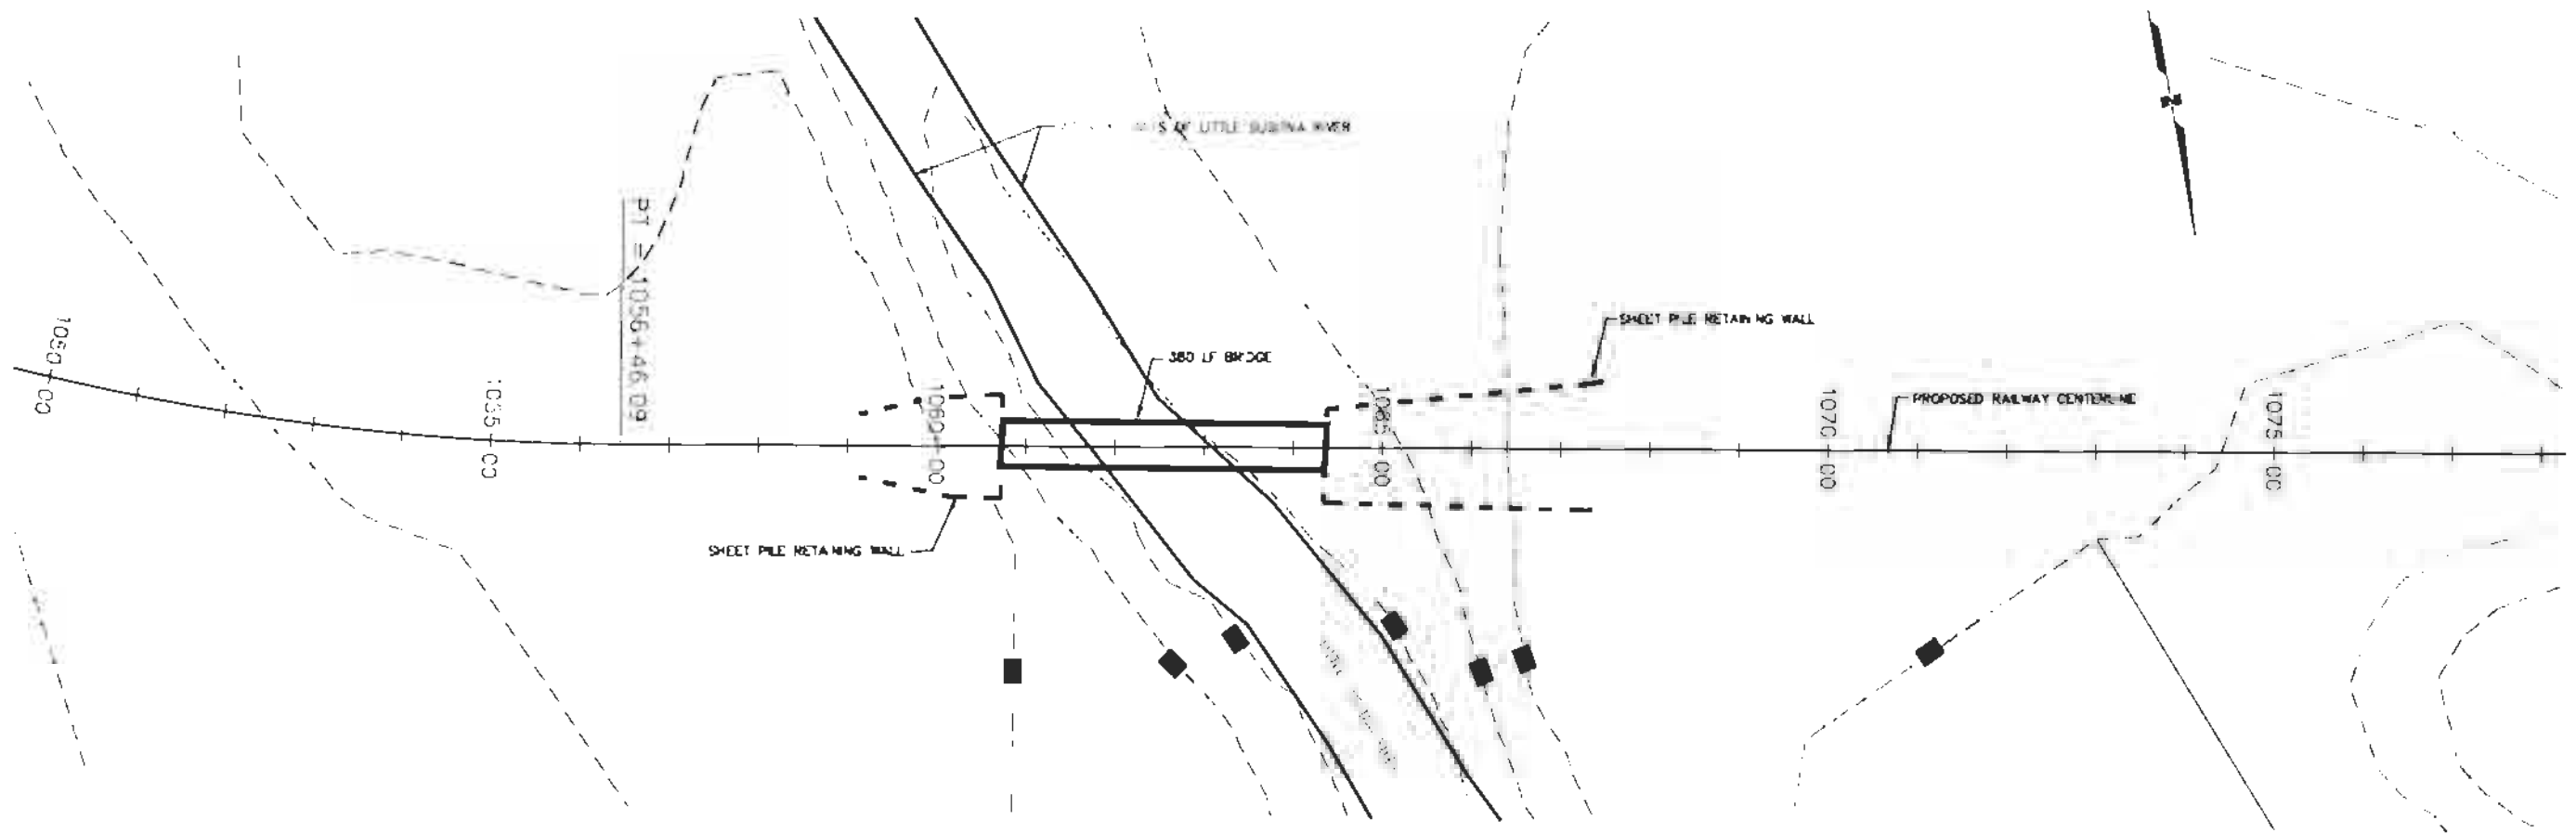 N
OF LITTLE SUSITNA RIVER
PT = 1056+46.09
SHEET PILE RETAINING WALL
380 LF BRIDGE
1050+00
1055+00
1060+00
1065+00
1070+00
1075+00
PROPOSED RAILWAY CENTERLINE
SHEET PILE RETAINING WALL